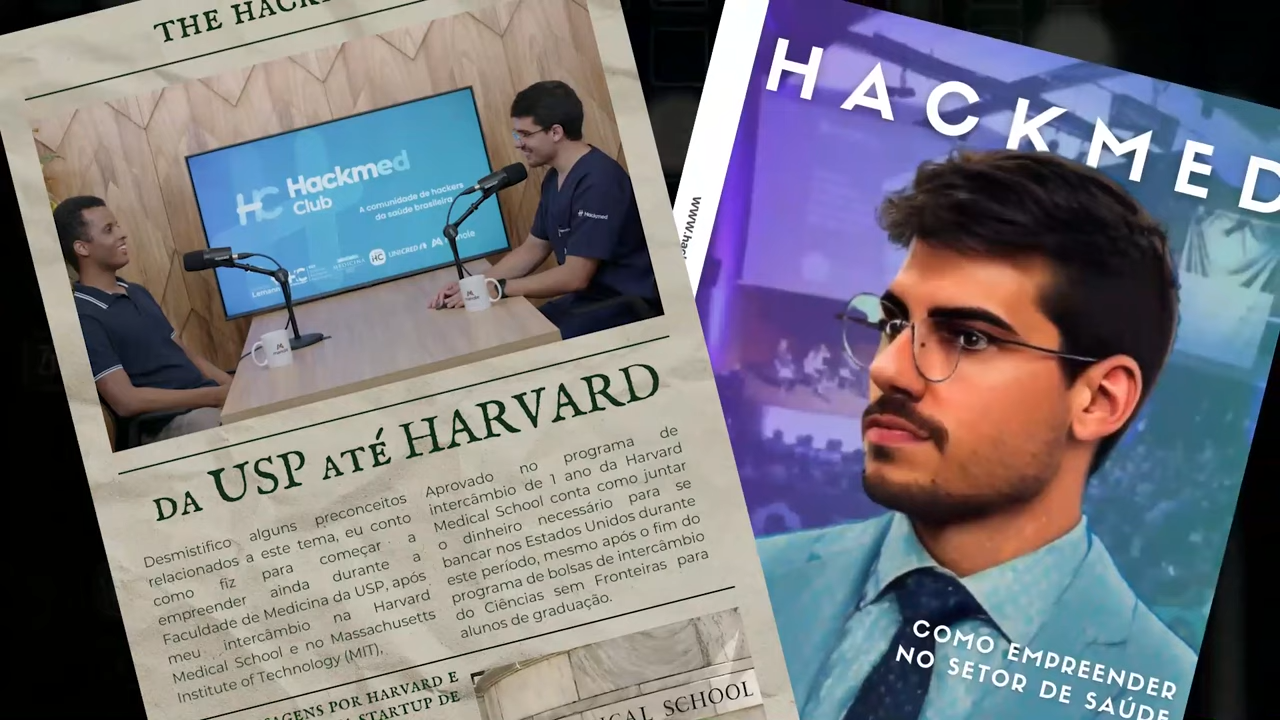 THE HACK
HC Hackmed
Club
A comunidade de hackers
da saúde brasileira
HC
UNICRED
Hackmed
DA USP ATÉ HARVARD
Desmistifico alguns preconceitos
relacionados a este tema, eu conto
como fiz para começar a
empreender ainda durante a
Faculdade de Medicina da USP, após
meu intercâmbio na Harvard
Medical School e no Massachusetts
Institute of Technology (MIT),
Aprovado no programa de
intercâmbio de 1 ano da Harvard
Medical School conta como juntar
o dinheiro necessário para se
bancar nos Estados Unidos durante
este período, mesmo após o fim do
programa de bolsas de intercâmbio
do Ciências sem Fronteiras para
alunos de graduação.
POR HARVARD E
STARTUP DE
SCHOOL
HACKMED
COMO EMPREENDER
NO SETOR DE SAÚDE